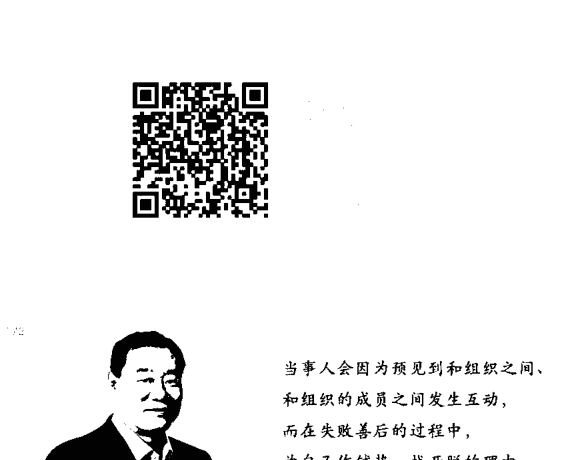 当事人会因为预见到和组织之间、
和组织的成员之间发生互动，
而在失败善后的过程中，